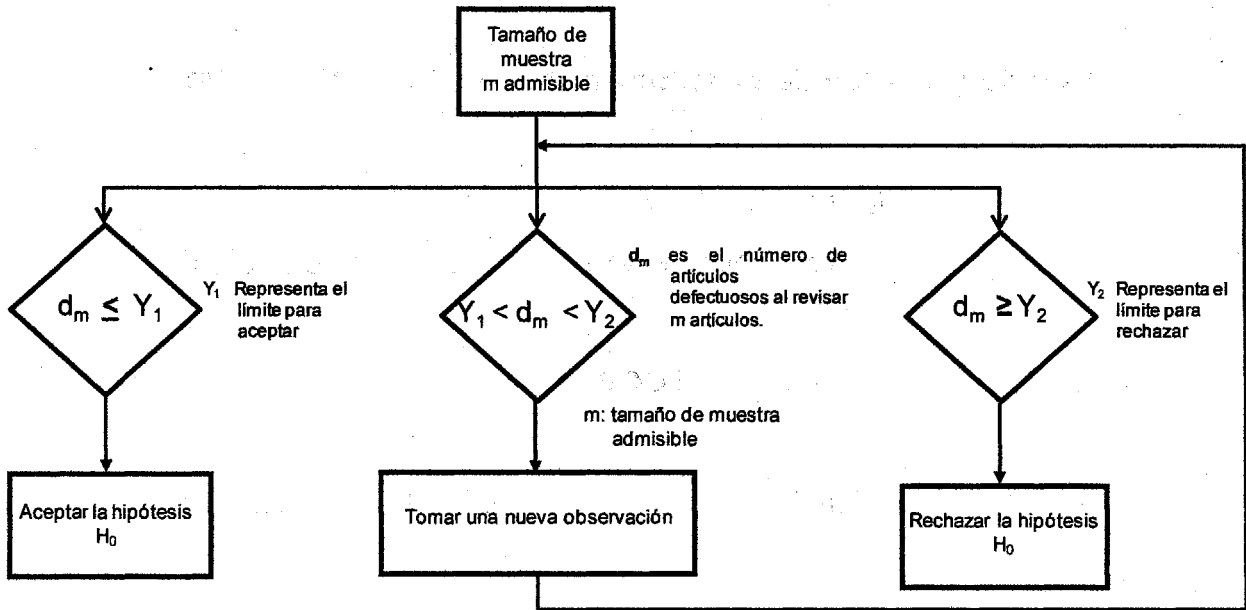 Tamaño de
muestra
m admisible
d_m ≤ Y_1
Y_1 Representa el
límite para
aceptar
Y_1 < d_m < Y_2
d_m es el número de
artículos
defectuosos al revisar
m artículos.
d_m ≥ Y_2
Y_2 Representa el
límite para
rechazar
m: tamaño de muestra
admisible
Aceptar la hipótesis
H_0
Tomar una nueva observación
Rechazar la hipótesis
H_0